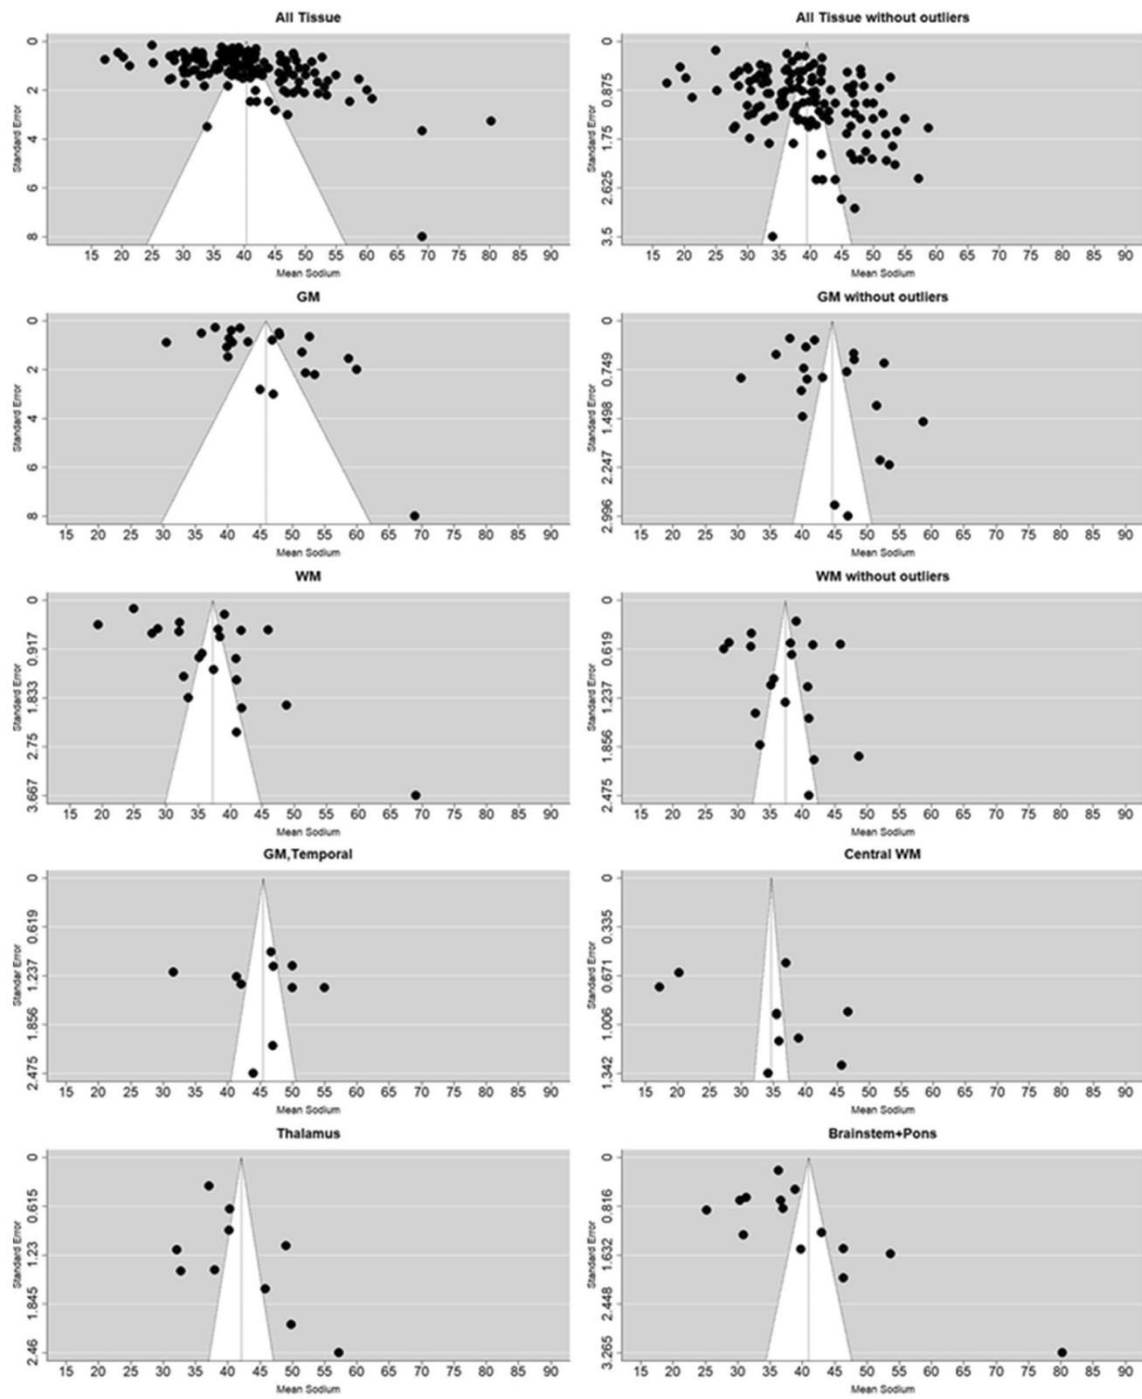 All Tissue
0
2
4
6
8
Standard Error
15 20 25 30 35 40 45 50 55 60 65 70 75 80 85 90
Mean Sodium
All Tissue without outliers
0
0.875
1.75
2.625
3.5
Standard Error
15 20 25 30 35 40 45 50 55 60 65 70 75 80 85 90
Mean Sodium
GM
0
2
4
6
8
Standard Error
15 20 25 30 35 40 45 50 55 60 65 70 75 80 85 90
Mean Sodium
GM without outliers
0
0.749
1.498
2.247
2.996
Standard Error
15 20 25 30 35 40 45 50 55 60 65 70 75 80 85 90
Mean Sodium
WM
0
0.917
1.833
2.75
3.667
Standard Error
15 20 25 30 35 40 45 50 55 60 65 70 75 80 85 90
Mean Sodium
WM without outliers
0
0.619
1.237
1.856
2.475
Standard Error
15 20 25 30 35 40 45 50 55 60 65 70 75 80 85 90
Mean Sodium
GM,Temporal
0
0.619
1.237
1.856
2.475
Standar Error
15 20 25 30 35 40 45 50 55 60 65 70 75 80 85 90
Mean Sodium
Central WM
0
0.335
0.671
1.006
1.342
Standard Error
15 20 25 30 35 40 45 50 55 60 65 70 75 80 85 90
Mean Sodium
Thalamus
0
0.615
1.23
1.845
2.46
Standard Error
15 20 25 30 35 40 45 50 55 60 65 70 75 80 85 90
Mean Sodium
Brainstem+Pons
0
0.816
1.632
2.448
3.265
Standard Error
15 20 25 30 35 40 45 50 55 60 65 70 75 80 85 90
Mean Sodium